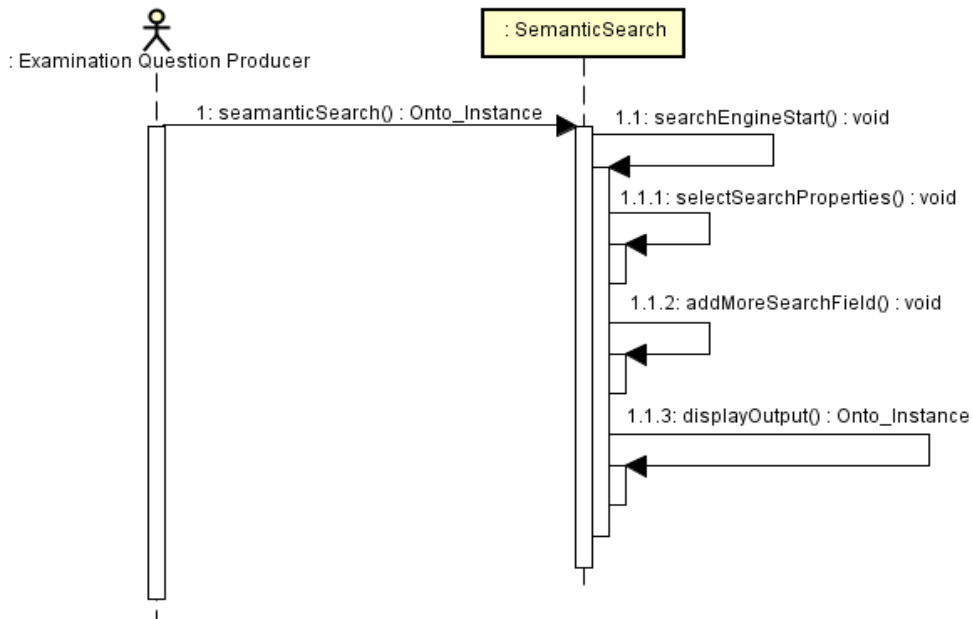 : SemanticSearch
: Examination Question Producer
1: seamanticSearch() : Onto_Instance
1.1: searchEngineStart() : void
1.1.1: selectSearchProperties() : void
1.1.2: addMoreSearchField() : void
1.1.3: displayOutput() : Onto_Instance